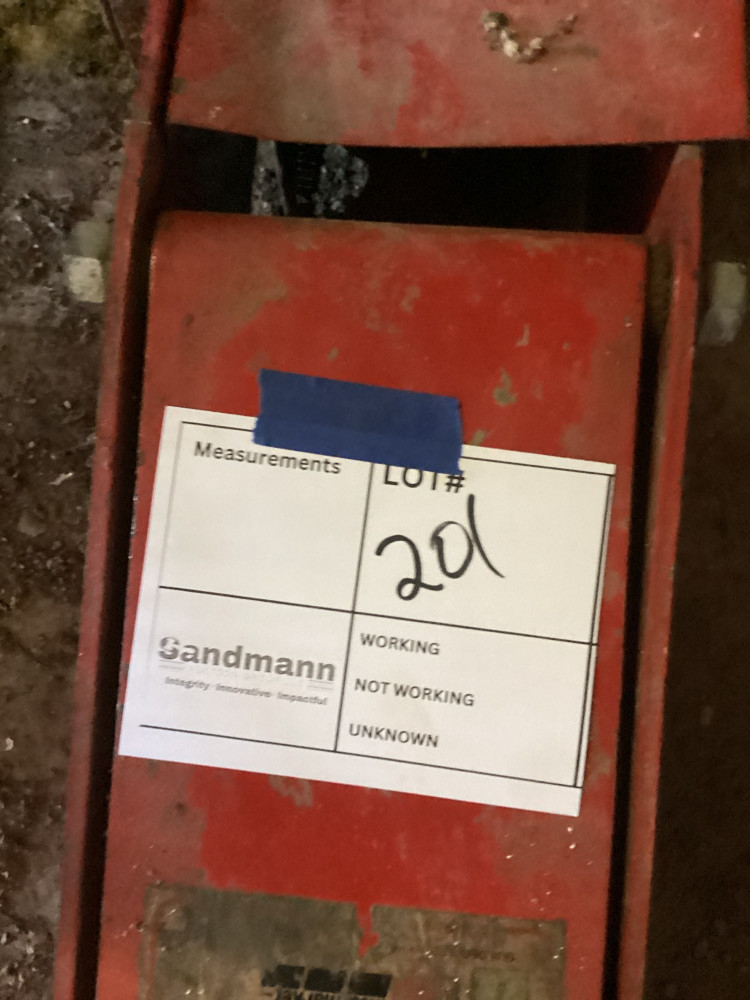 Measurements
LOT#
201
Sandmann
Integrity · Innovative · Impactful
WORKING
NOT WORKING
UNKNOWN